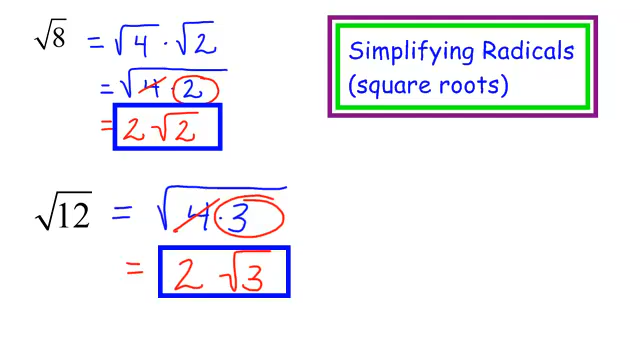 √8 = √4 · √2
= √4 · 2
= 2 √2
Simplifying Radicals
(square roots)
√12 = √4 · 3
= 2 √3